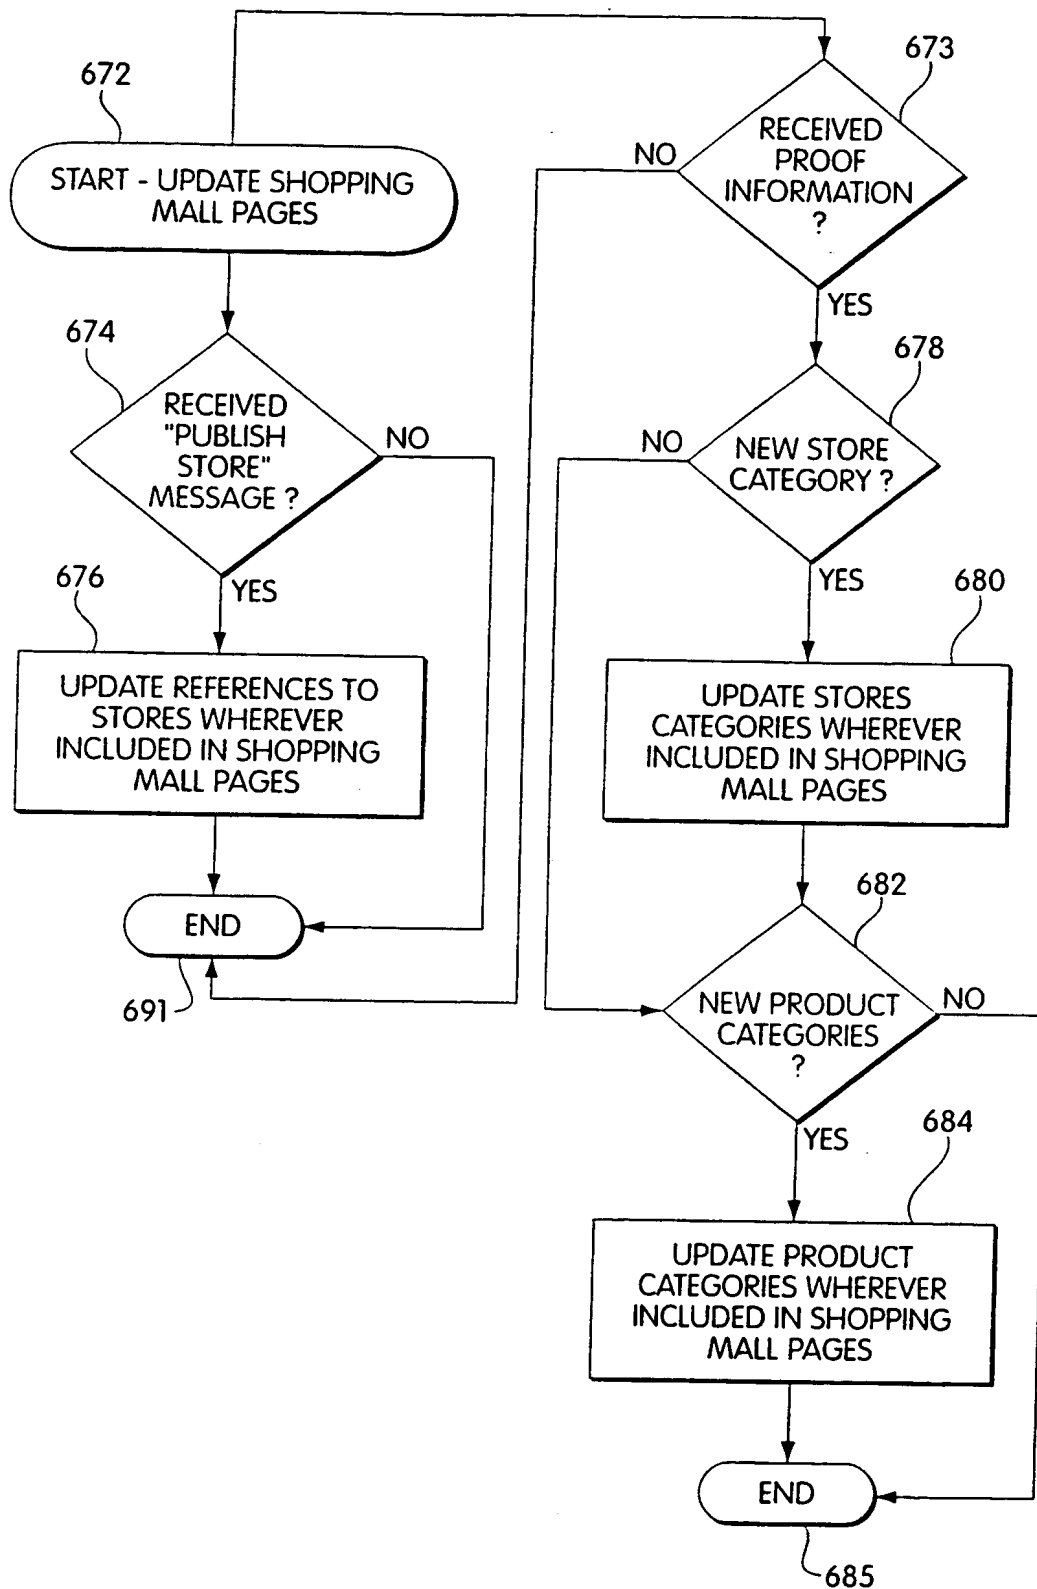 672
START - UPDATE SHOPPING
MALL PAGES
674
RECEIVED
"PUBLISH
STORE"
MESSAGE ?
NO
YES
676
UPDATE REFERENCES TO
STORES WHEREVER
INCLUDED IN SHOPPING
MALL PAGES
END
691
673
RECEIVED
PROOF
INFORMATION
?
NO
YES
678
NEW STORE
CATEGORY ?
NO
YES
680
UPDATE STORES
CATEGORIES WHEREVER
INCLUDED IN SHOPPING
MALL PAGES
682
NEW PRODUCT
CATEGORIES
?
NO
YES
684
UPDATE PRODUCT
CATEGORIES WHEREVER
INCLUDED IN SHOPPING
MALL PAGES
END
685